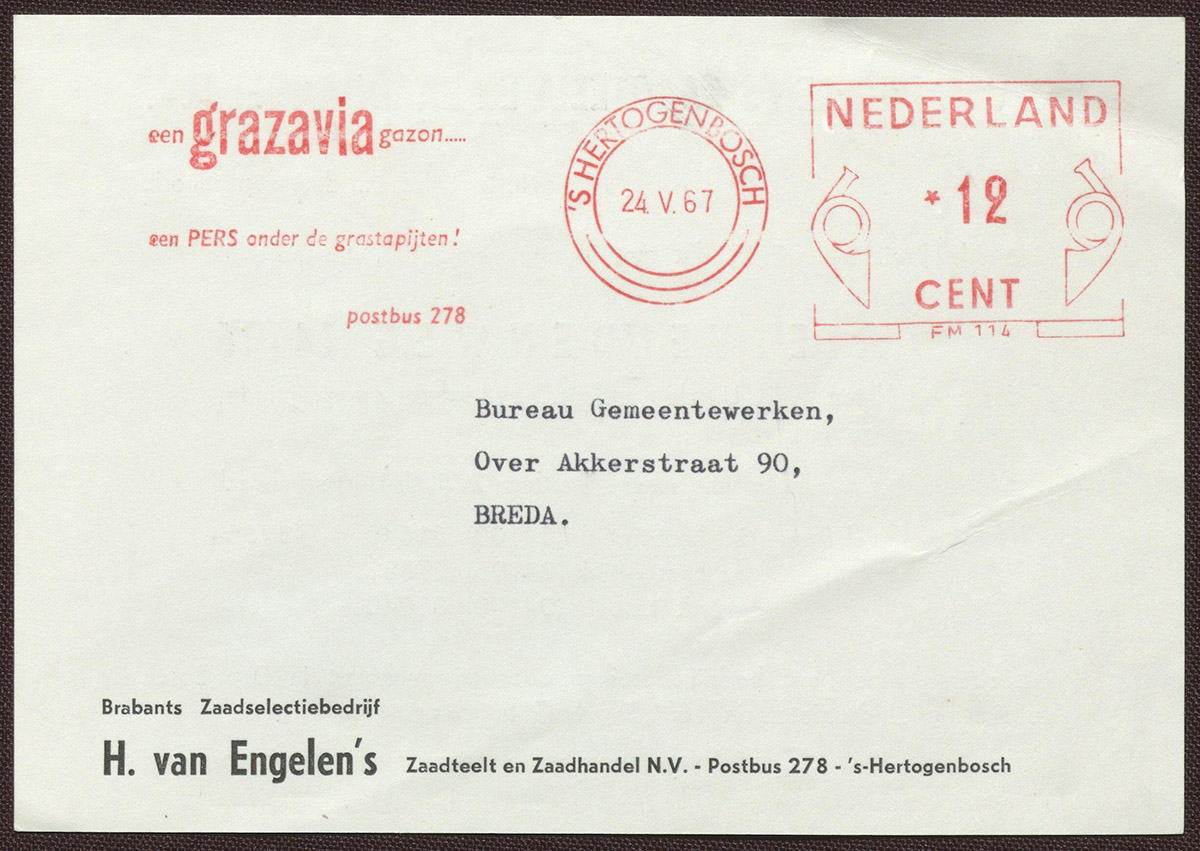 een grazavia gazon.....
een PERS onder de grastapijten!
postbus 278
'S HERTOGENBOSCH
24. V. 67
NEDERLAND
* 12
CENT
FM 114
Bureau Gemeentewerken,
Over Akkerstraat 90,
BREDA.
Brabants Zaadselectiebedrijf
H. van Engelen's Zaadteelt en Zaadhandel N.V. - Postbus 278 - 's-Hertogenbosch